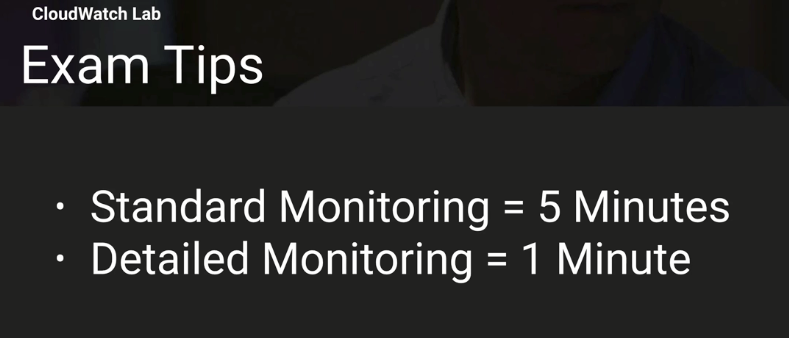 CloudWatch Lab
Exam Tips
• Standard Monitoring = 5 Minutes
• Detailed Monitoring = 1 Minute